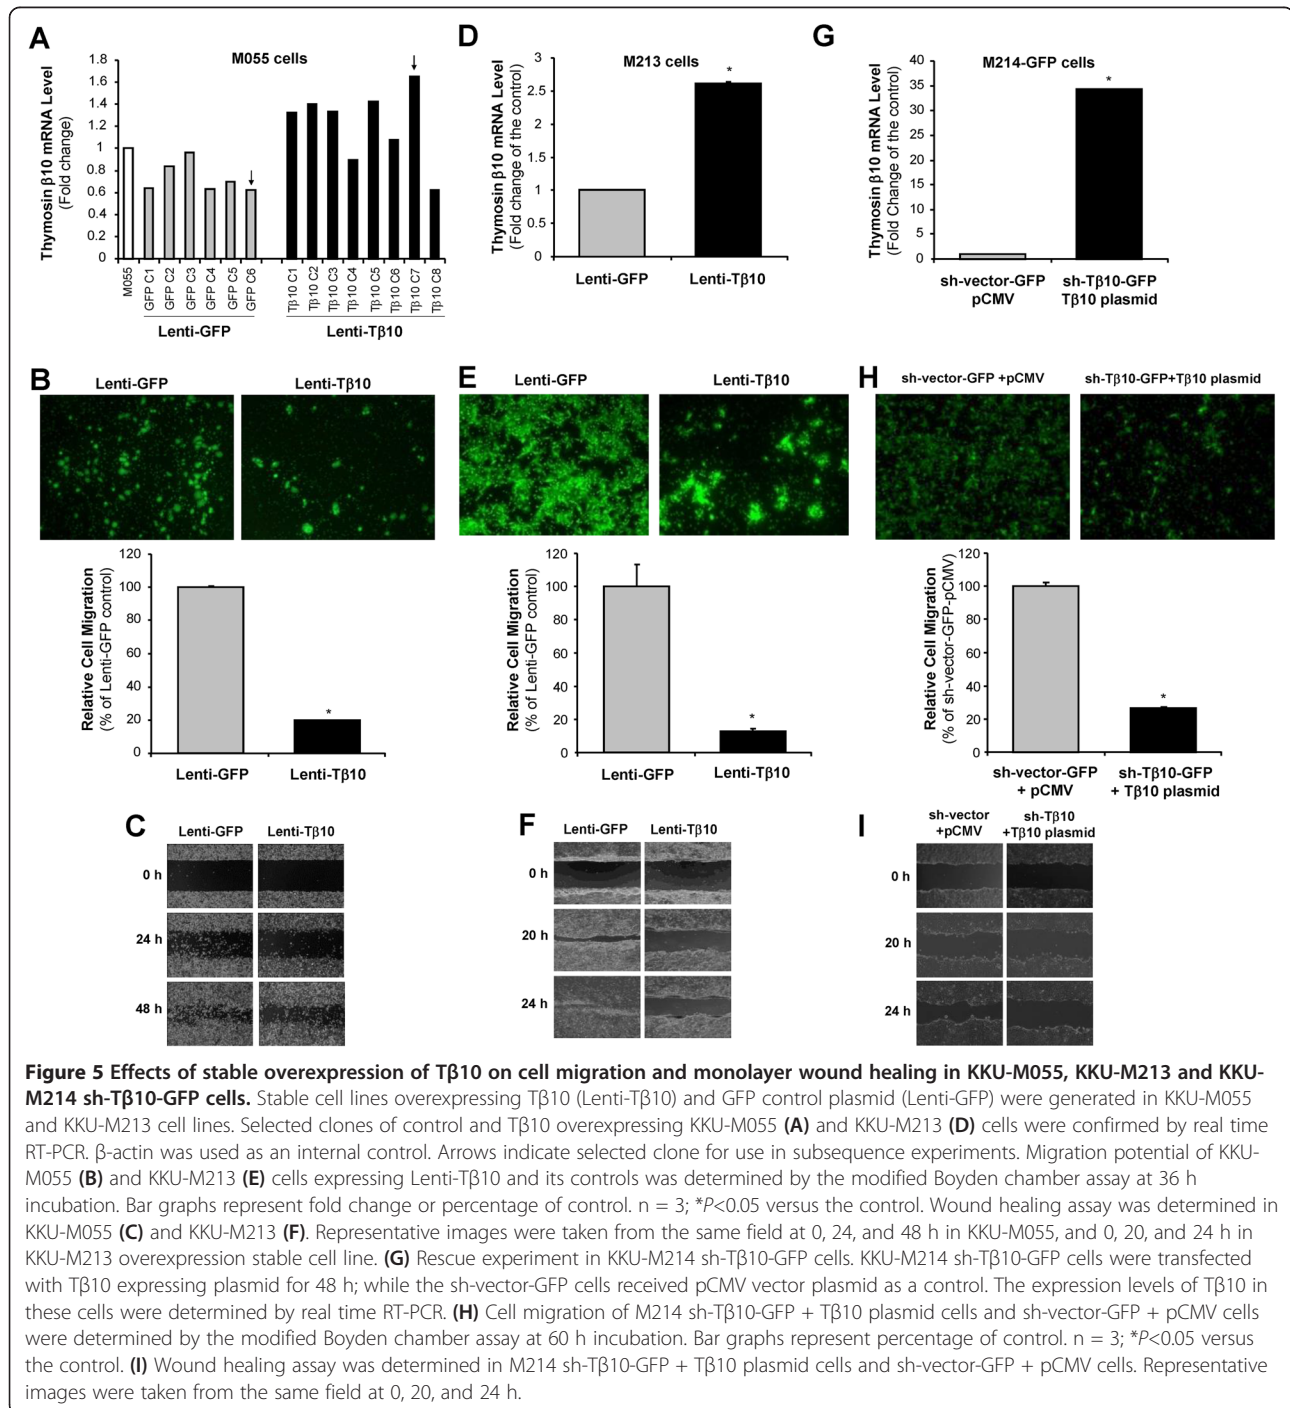 A
M055 cells
Thymosin β10 mRNA Level
(Fold change)
1.8
1.6
1.4
1.2
1
0.8
0.6
0.4
0.2
0
M055
GFP C1
GFP C2
GFP C3
GFP C4
GFP C5
GFP C6
Tβ10 C1
Tβ10 C2
Tβ10 C3
Tβ10 C4
Tβ10 C5
Tβ10 C6
Tβ10 C7
Tβ10 C8
Lenti-GFP
Lenti-Tβ10
D
M213 cells
Thymosin β10 mRNA Level
(Fold change of the control)
3
2.5
2
1.5
1
0.5
0
*
Lenti-GFP
Lenti-Tβ10
G
M214-GFP cells
Thymosin β10 mRNA Level
(Fold Change of the control)
40
35
30
25
20
15
10
5
0
*
sh-vector-GFP
pCMV
sh-Tβ10-GFP
Tβ10 plasmid
B
Lenti-GFP
Lenti-Tβ10
Relative Cell Migration
(% of Lenti-GFP control)
120
100
80
60
40
20
0
*
Lenti-GFP
Lenti-Tβ10
E
Lenti-GFP
Lenti-Tβ10
Relative Cell Migration
(% of Lenti-GFP control)
120
100
80
60
40
20
0
*
Lenti-GFP
Lenti-Tβ10
H
sh-vector-GFP +pCMV
sh-Tβ10-GFP+Tβ10 plasmid
Relative Cell Migration
(% of sh-vector-GFP-pCMV)
120
100
80
60
40
20
0
*
sh-vector-GFP
+ pCMV
sh-Tβ10-GFP
+ Tβ10 plasmid
C
Lenti-GFP
Lenti-Tβ10
0 h
24 h
48 h
F
Lenti-GFP
Lenti-Tβ10
0 h
20 h
24 h
I
sh-vector
+pCMV
sh-Tβ10
+Tβ10 plasmid
0 h
20 h
24 h
Figure 5 Effects of stable overexpression of Tβ10 on cell migration and monolayer wound healing in KKU-M055, KKU-M213 and KKU-
M214 sh-Tβ10-GFP cells. Stable cell lines overexpressing Tβ10 (Lenti-Tβ10) and GFP control plasmid (Lenti-GFP) were generated in KKU-M055
and KKU-M213 cell lines. Selected clones of control and Tβ10 overexpressing KKU-M055 (A) and KKU-M213 (D) cells were confirmed by real time
RT-PCR. β-actin was used as an internal control. Arrows indicate selected clone for use in subsequence experiments. Migration potential of KKU-
M055 (B) and KKU-M213 (E) cells expressing Lenti-Tβ10 and its controls was determined by the modified Boyden chamber assay at 36 h
incubation. Bar graphs represent fold change or percentage of control. n = 3; *P<0.05 versus the control. Wound healing assay was determined in
KKU-M055 (C) and KKU-M213 (F). Representative images were taken from the same field at 0, 24, and 48 h in KKU-M055, and 0, 20, and 24 h in
KKU-M213 overexpression stable cell line. (G) Rescue experiment in KKU-M214 sh-Tβ10-GFP cells. KKU-M214 sh-Tβ10-GFP cells were transfected
with Tβ10 expressing plasmid for 48 h; while the sh-vector-GFP cells received pCMV vector plasmid as a control. The expression levels of Tβ10 in
these cells were determined by real time RT-PCR. (H) Cell migration of M214 sh-Tβ10-GFP + Tβ10 plasmid cells and sh-vector-GFP + pCMV cells
were determined by the modified Boyden chamber assay at 60 h incubation. Bar graphs represent percentage of control. n = 3; *P<0.05 versus
the control. (I) Wound healing assay was determined in M214 sh-Tβ10-GFP + Tβ10 plasmid cells and sh-vector-GFP + pCMV cells. Representative
images were taken from the same field at 0, 20, and 24 h.